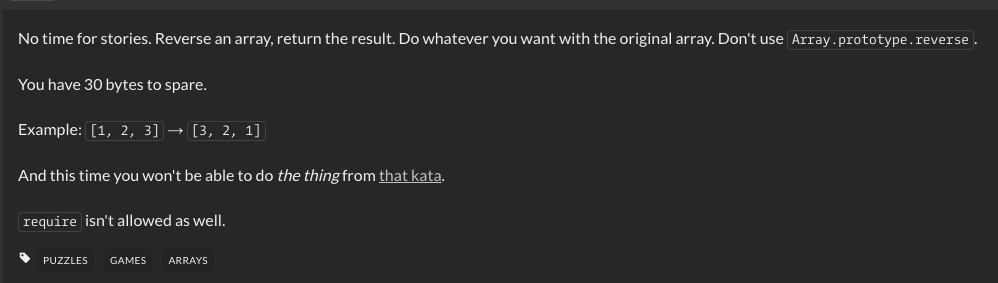 No time for stories. Reverse an array, return the result. Do whatever you want with the original array. Don't use Array.prototype.reverse.
You have 30 bytes to spare.
Example: [1, 2, 3] → [3, 2, 1]
And this time you won't be able to do the thing from that kata.
require isn't allowed as well.
PUZZLES GAMES ARRAYS